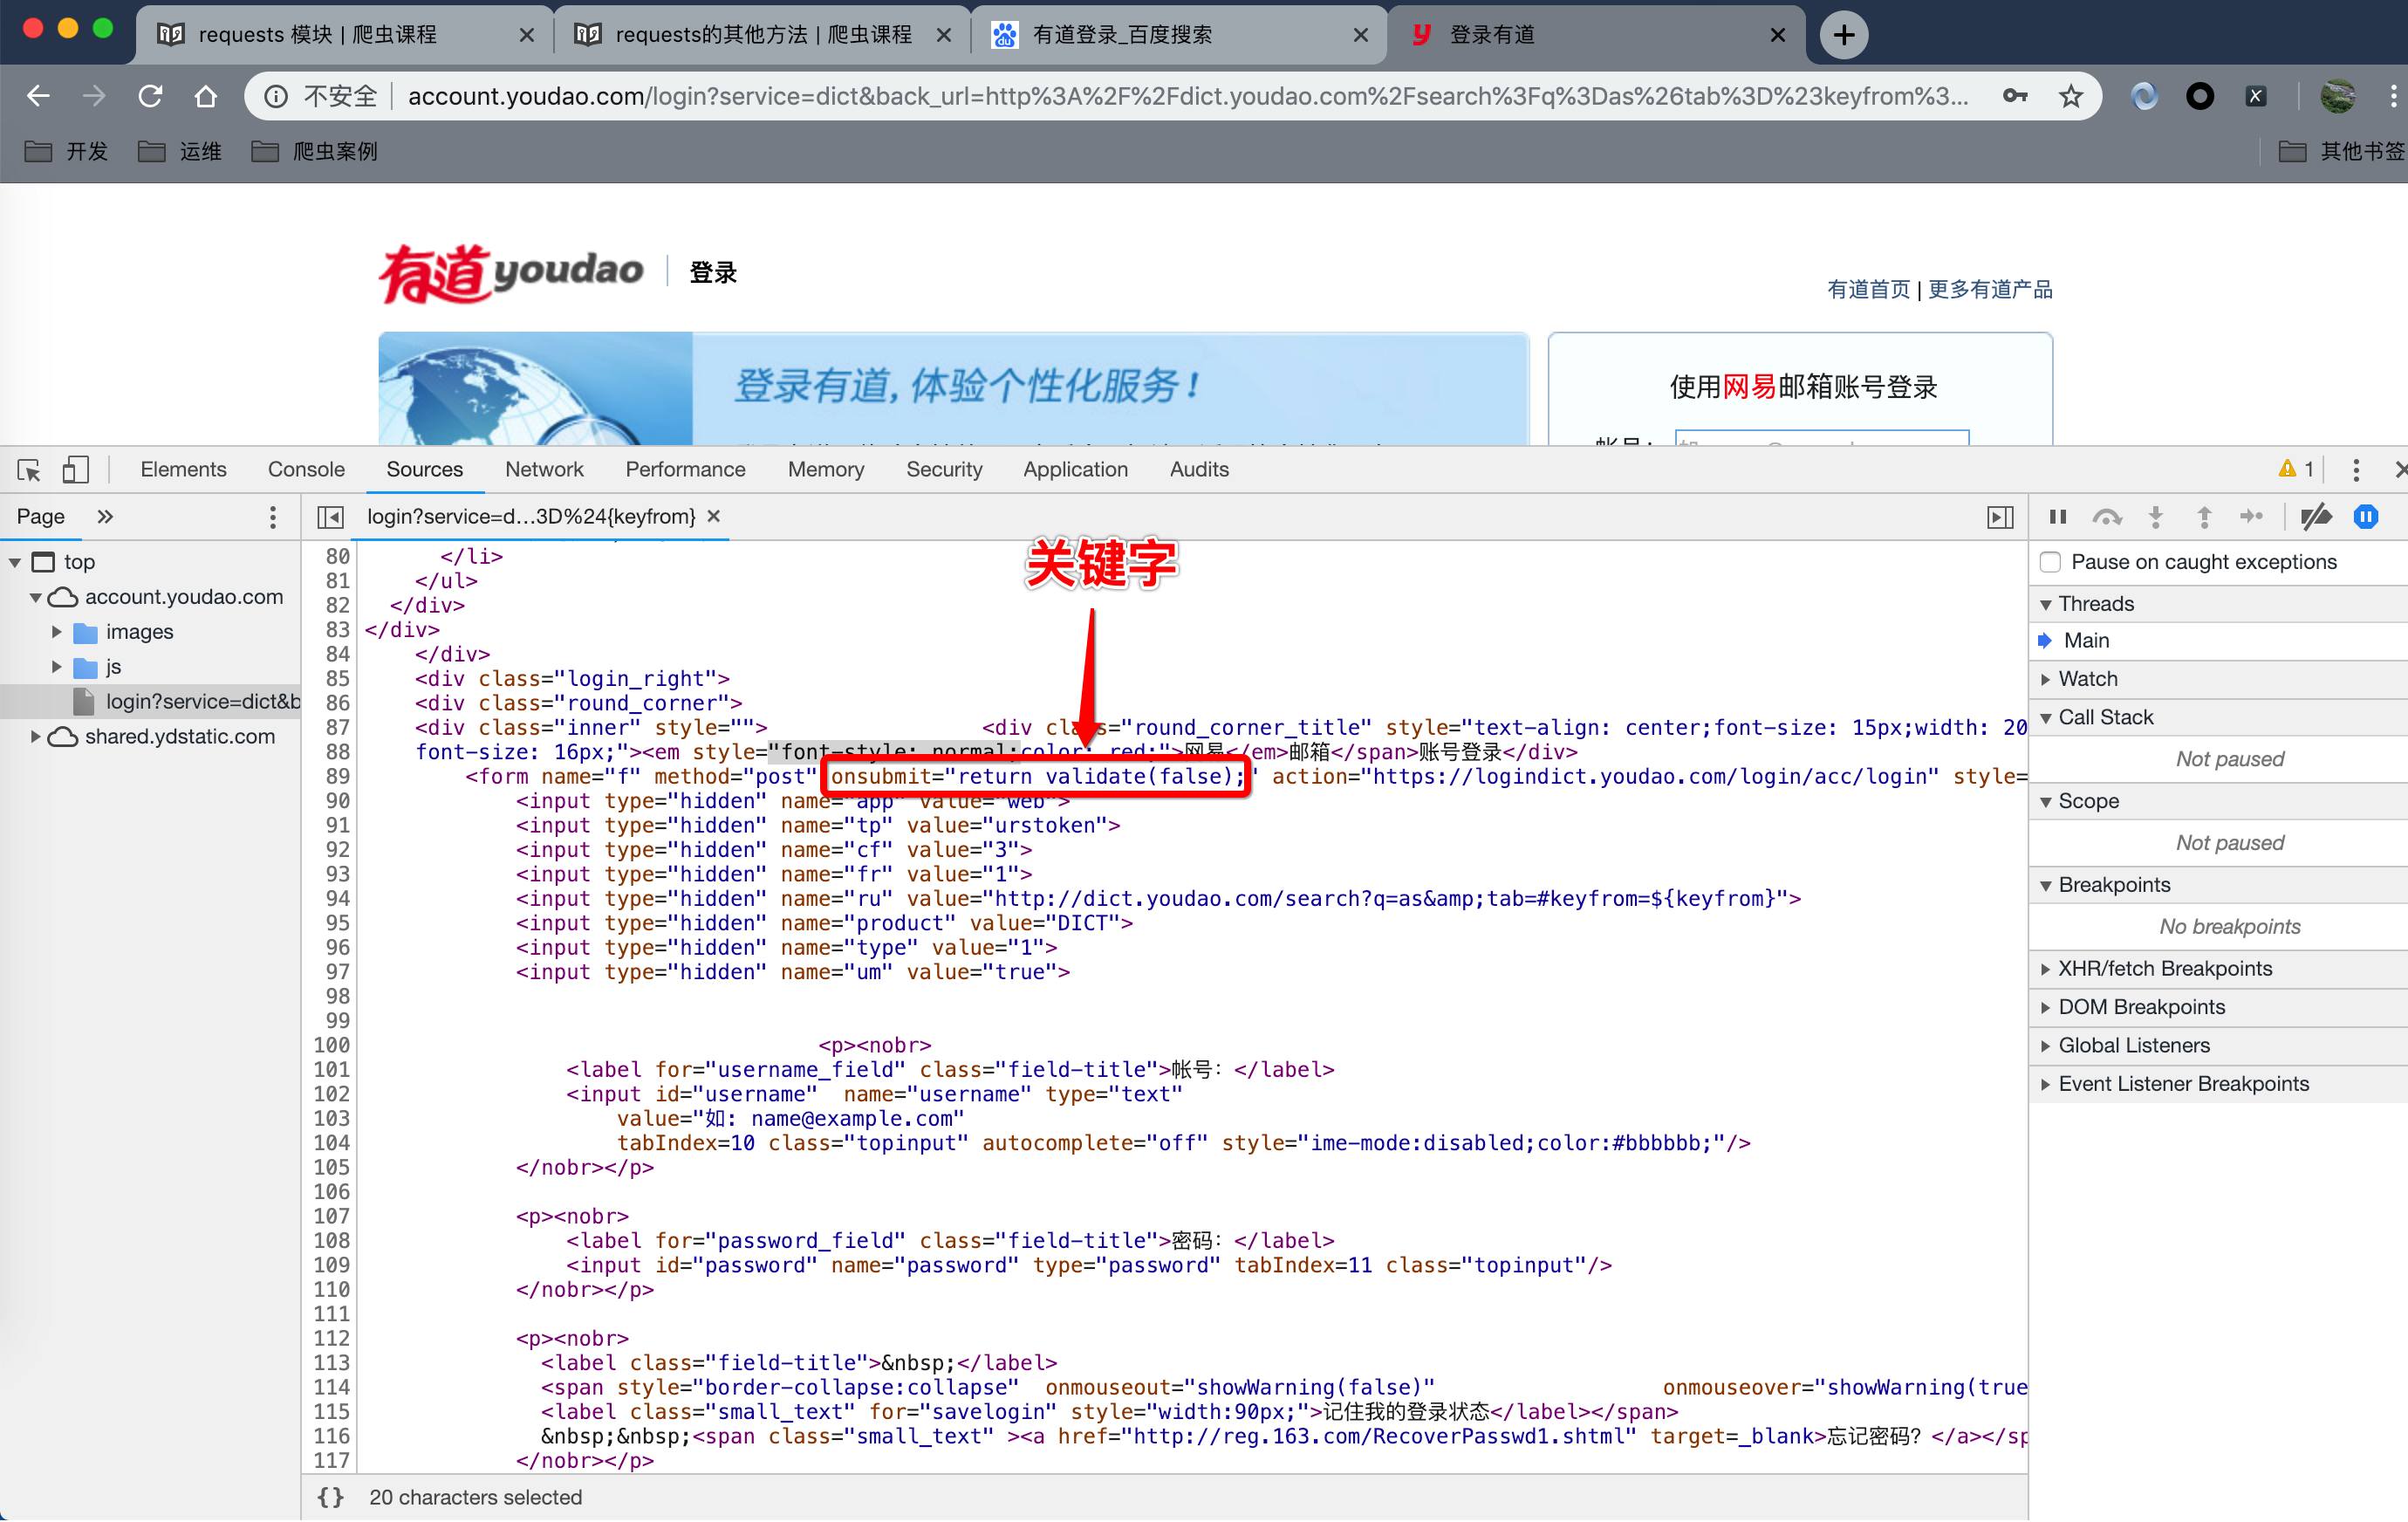 requests 模块 | 爬虫课程
requests的其他方法 | 爬虫课程
有道登录_百度搜索
登录有道
不安全
account.youdao.com/login?service=dict&back_url=http%3A%2F%2Fdict.youdao.com%2Fsearch%3Fq%3Das%26tab%3D%23keyfrom%3...
开发
运维
爬虫案例
其他书签
有道youdao
登录
有道首页 | 更多有道产品
登录有道, 体验个性化服务!
使用网易邮箱账号登录
帐号:
Elements Console Sources Network Performance Memory Security Application Audits
1
Page
login?service=d...3D%24{keyfrom}
关键字
top
account.youdao.com
images
js
login?service=dict&b
shared.ydstatic.com
80 </li>
81 </ul>
82 </div>
83 </div>
84 </div>
85 <div class="login_right">
86 <div class="round_corner">
87 <div class="inner" style=""> <div class="round_corner_title" style="text-align: center;font-size: 15px;width: 20
88 font-size: 16px;"><em style="font-style: normal;color: red;">网易</em>邮箱</span>账号登录</div>
89 <form name="f" method="post" onsubmit="return validate(false);" action="https://logindict.youdao.com/login/acc/login" style=
90 <input type="hidden" name="app" value="web">
91 <input type="hidden" name="tp" value="urstoken">
92 <input type="hidden" name="cf" value="3">
93 <input type="hidden" name="fr" value="1">
94 <input type="hidden" name="ru" value="http://dict.youdao.com/search?q=as&amp;tab=#keyfrom=${keyfrom}">
95 <input type="hidden" name="product" value="DICT">
96 <input type="hidden" name="type" value="1">
97 <input type="hidden" name="um" value="true">
98
99
100 <p><nobr>
101 <label for="username_field" class="field-title">帐号: </label>
102 <input id="username" name="username" type="text"
103 value="如: name@example.com"
104 tabIndex=10 class="topinput" autocomplete="off" style="ime-mode:disabled;color:#bbbbbb;"/>
105 </nobr></p>
106
107 <p><nobr>
108 <label for="password_field" class="field-title">密码: </label>
109 <input id="password" name="password" type="password" tabIndex=11 class="topinput"/>
110 </nobr></p>
111
112 <p><nobr>
113 <label class="field-title">&nbsp;</label>
114 <span style="border-collapse:collapse" onmouseout="showWarning(false)" onmouseover="showWarning(true
115 <label class="small_text" for="savelogin" style="width:90px;">记住我的登录状态</label></span>
116 &nbsp;&nbsp;<span class="small_text" ><a href="http://reg.163.com/RecoverPasswd1.shtml" target=_blank>忘记密码? </a></sp
117 </nobr></p>
{} 20 characters selected
Pause on caught exceptions
Threads
Main
Watch
Call Stack
Not paused
Scope
Not paused
Breakpoints
No breakpoints
XHR/fetch Breakpoints
DOM Breakpoints
Global Listeners
Event Listener Breakpoints